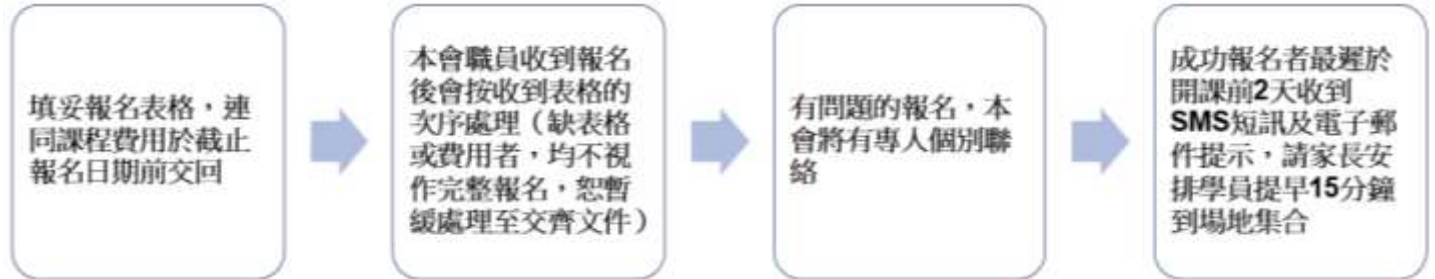 填妥報名表格，連
同課程費用於截止
報名日期前交回
本會職員收到報名
後會按收到表格的
次序處理（缺表格
或費用者，均不視
作完整報名，恕暫
緩處理至交齊文件）
有問題的報名，本
會將有專人個別聯
絡
成功報名者最遲於
開課前2天收到
SMS短訊及電子郵
件提示，請家長安
排學員提早15分鐘
到場地集合